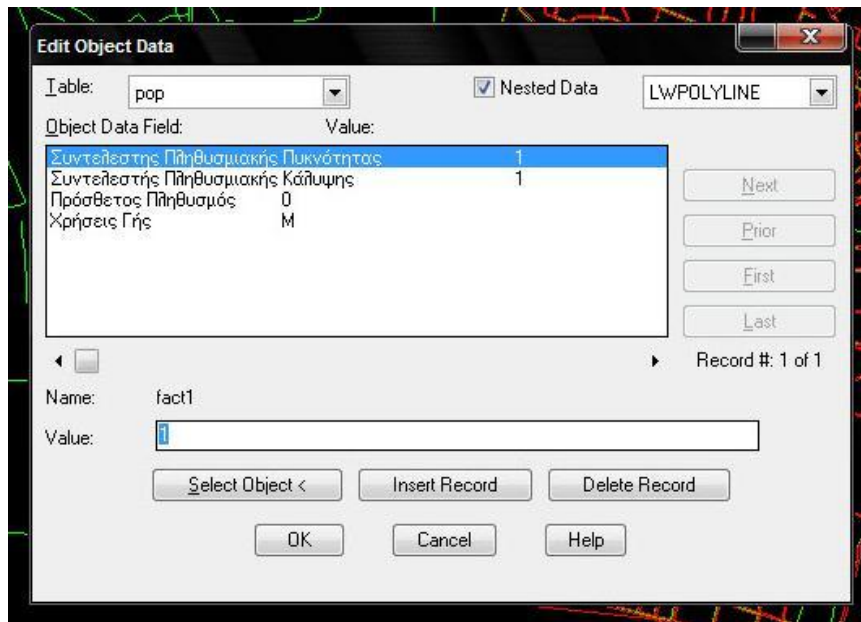 Edit Object Data
Table: pop Nested Data LWPOLYLINE
Object Data Field: Value:
Συντελεστης Πληθυσμιακής Πυκνότητας 1
Συντελεστής Πληθυσμιακής Κάλυψης 1
Πρόσθετος Πληθυσμός 0
Χρήσεις Γής M
Next
Prior
First
Last
Record #: 1 of 1
Name: fact1
Value: 1
Select Object < Insert Record Delete Record
OK Cancel Help